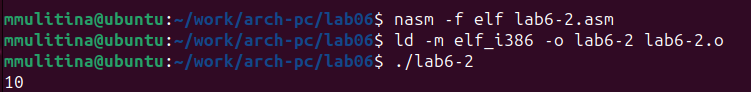 mmulitina@ubuntu:~/work/arch-pc/lab06$ nasm -f elf lab6-2.asm
mmulitina@ubuntu:~/work/arch-pc/lab06$ ld -m elf_i386 -o lab6-2 lab6-2.o
mmulitina@ubuntu:~/work/arch-pc/lab06$ ./lab6-2
10